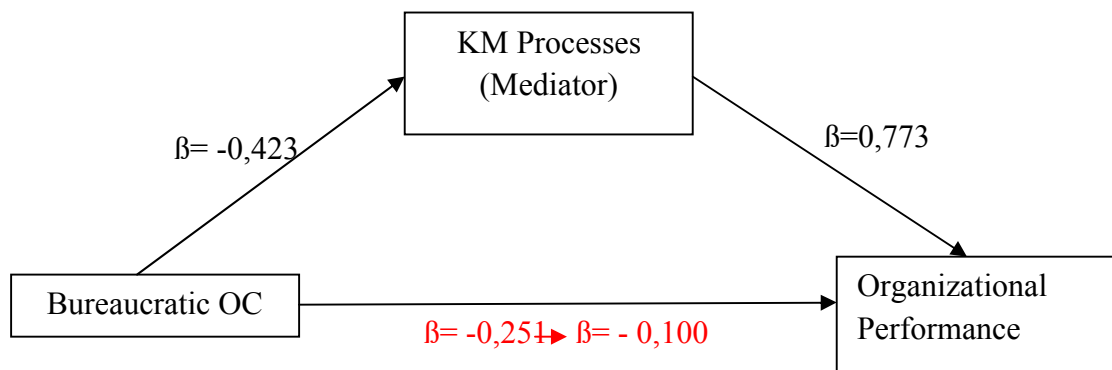 KM Processes
(Mediator)
ß= -0,423
ß=0,773
Bureaucratic OC
Organizational
Performance
ß= -0,251 ß= - 0,100